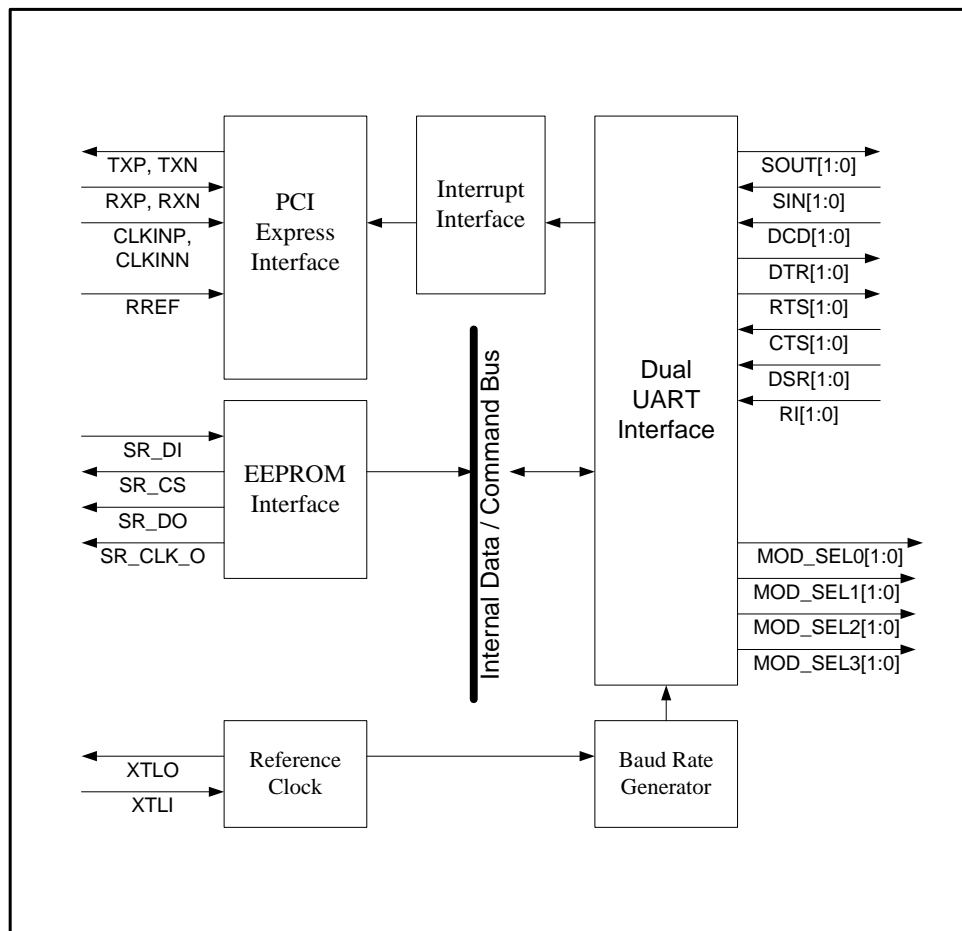 TXP, TXN
RXP, RXN
CLKINP,
CLKINN
RREF
PCI
Express
Interface
Interrupt
Interface
Dual
UART
Interface
SOUT[1:0]
SIN[1:0]
DCD[1:0]
DTR[1:0]
RTS[1:0]
CTS[1:0]
DSR[1:0]
RI[1:0]
SR_DI
SR_CS
SR_DO
SR_CLK_O
EEPROM
Interface
Internal Data / Command Bus
MOD_SEL0[1:0]
MOD_SEL1[1:0]
MOD_SEL2[1:0]
MOD_SEL3[1:0]
XTLO
XTLI
Reference
Clock
Baud Rate
Generator